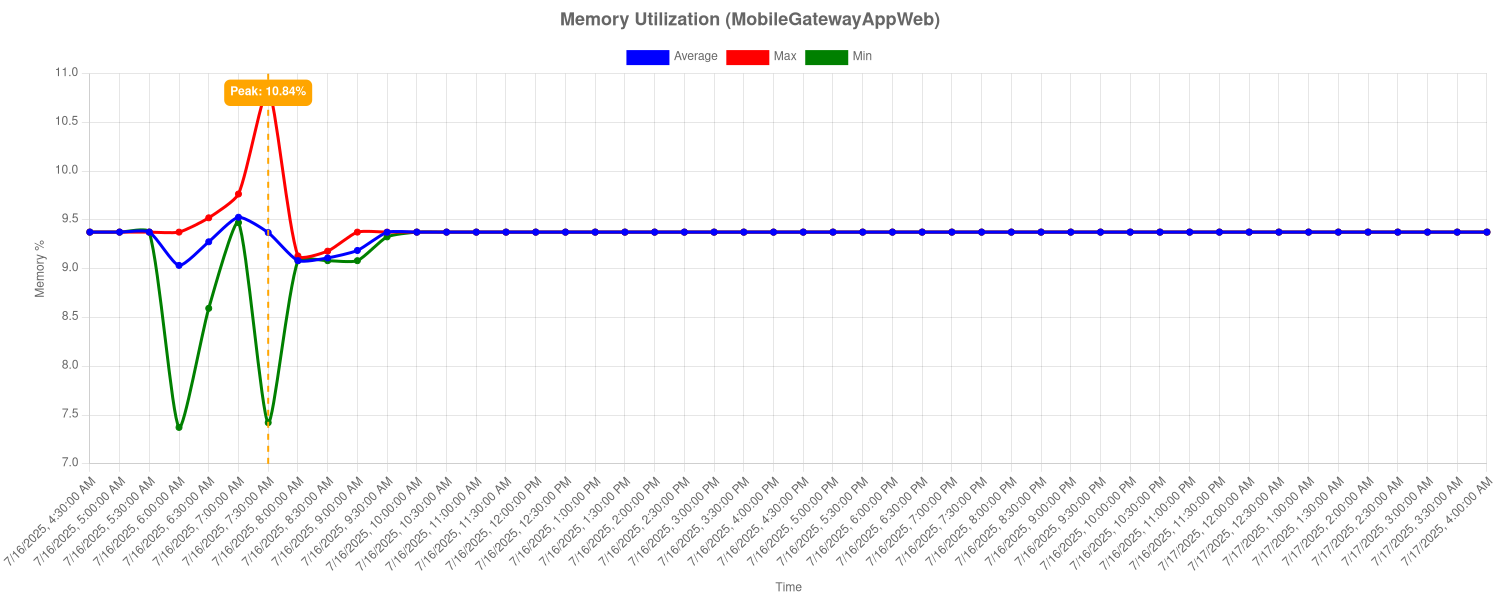 Memory Utilization (MobileGatewayAppWeb)
Average Max Min
11.0
Peak: 10.84%
10.5
10.0
9.5
9.0
8.5
8.0
7.5
7.0
Memory %
7/16/2025, 4:30:00 AM
7/16/2025, 5:00:00 AM
7/16/2025, 5:30:00 AM
7/16/2025, 6:00:00 AM
7/16/2025, 6:30:00 AM
7/16/2025, 7:00:00 AM
7/16/2025, 7:30:00 AM
7/16/2025, 8:00:00 AM
7/16/2025, 8:30:00 AM
7/16/2025, 9:00:00 AM
7/16/2025, 9:30:00 AM
7/16/2025, 10:00:00 AM
7/16/2025, 10:30:00 AM
7/16/2025, 11:00:00 AM
7/16/2025, 11:30:00 AM
7/16/2025, 12:00:00 PM
7/16/2025, 12:30:00 PM
7/16/2025, 1:00:00 PM
7/16/2025, 1:30:00 PM
7/16/2025, 2:00:00 PM
7/16/2025, 2:30:00 PM
7/16/2025, 3:00:00 PM
7/16/2025, 3:30:00 PM
7/16/2025, 4:00:00 PM
7/16/2025, 4:30:00 PM
7/16/2025, 5:00:00 PM
7/16/2025, 5:30:00 PM
7/16/2025, 6:00:00 PM
7/16/2025, 6:30:00 PM
7/16/2025, 7:00:00 PM
7/16/2025, 7:30:00 PM
7/16/2025, 8:00:00 PM
7/16/2025, 8:30:00 PM
7/16/2025, 9:00:00 PM
7/16/2025, 9:30:00 PM
7/16/2025, 10:00:00 PM
7/16/2025, 10:30:00 PM
7/16/2025, 11:00:00 PM
7/16/2025, 11:30:00 PM
7/17/2025, 12:00:00 AM
7/17/2025, 12:30:00 AM
7/17/2025, 1:00:00 AM
7/17/2025, 1:30:00 AM
7/17/2025, 2:00:00 AM
7/17/2025, 2:30:00 AM
7/17/2025, 3:00:00 AM
7/17/2025, 3:30:00 AM
7/17/2025, 4:00:00 AM
Time